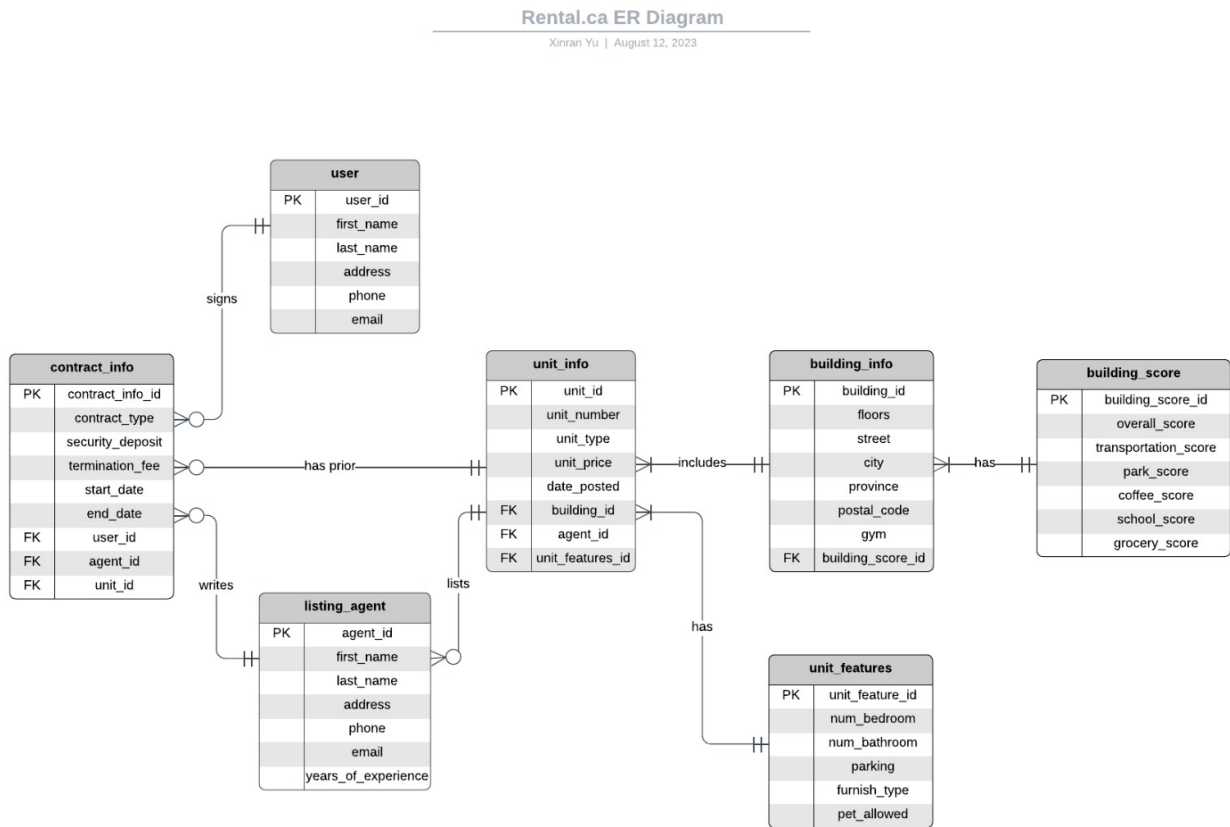 Rental.ca ER Diagram
Xinran Yu | August 12, 2023
user
PK user_id
first_name
last_name
address
phone
email
signs
contract_info
PK contract_info_id
contract_type
security_deposit
termination_fee
start_date
end_date
FK user_id
FK agent_id
FK unit_id
has prior
writes
unit_info
PK unit_id
unit_number
unit_type
unit_price
date_posted
FK building_id
FK agent_id
FK unit_features_id
lists
includes
building_info
PK building_id
floors
street
city
province
postal_code
gym
FK building_score_id
has
building_score
PK building_score_id
overall_score
transportation_score
park_score
coffee_score
school_score
grocery_score
listing_agent
PK agent_id
first_name
last_name
address
phone
email
years_of_experience
has
unit_features
PK unit_feature_id
num_bedroom
num_bathroom
parking
furnish_type
pet_allowed